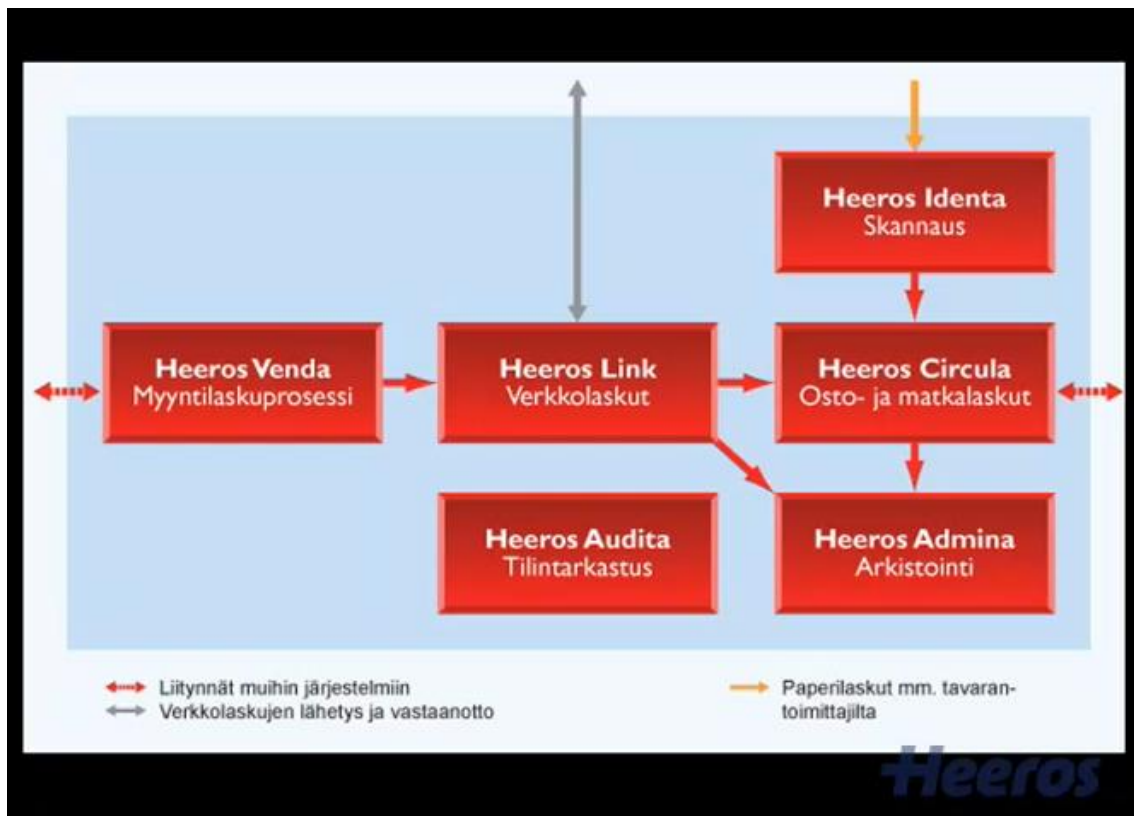 Heeros Identa
Skannaus
Heeros Venda
Myyntilaskuprosessi
Heeros Link
Verkkolaskut
Heeros Circula
Osto- ja matkalaskut
Heeros Audita
Tilintarkastus
Heeros Admina
Arkistointi
Liitynnät muihin järjestelmiin
Verkkolaskujen lähetys ja vastaanotto
Paperilaskut mm. tavaran-
toimittajilta
Heeros